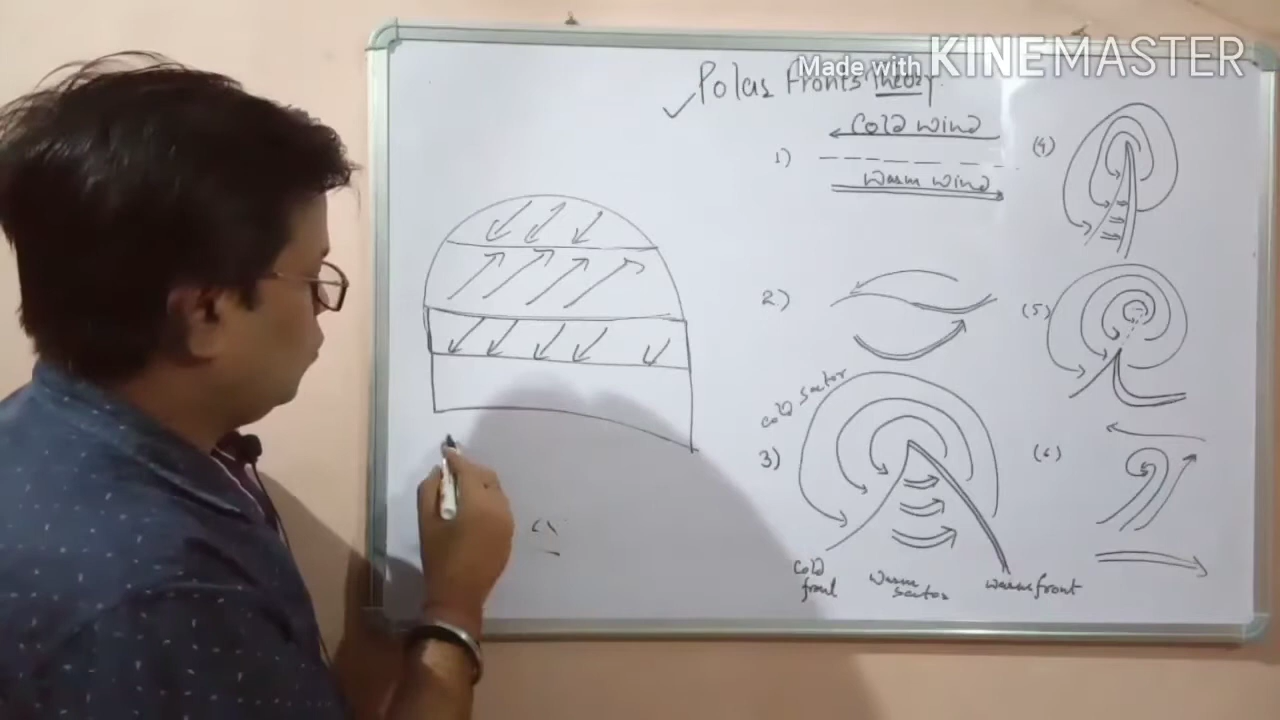 Made with KINEMASTER
Polar Fronts Theory.
1)
Cold wind
Warm wind
2)
3)
Cold Sector
Cold front
Warm sector
Warm front
(4)
(5)
(6)